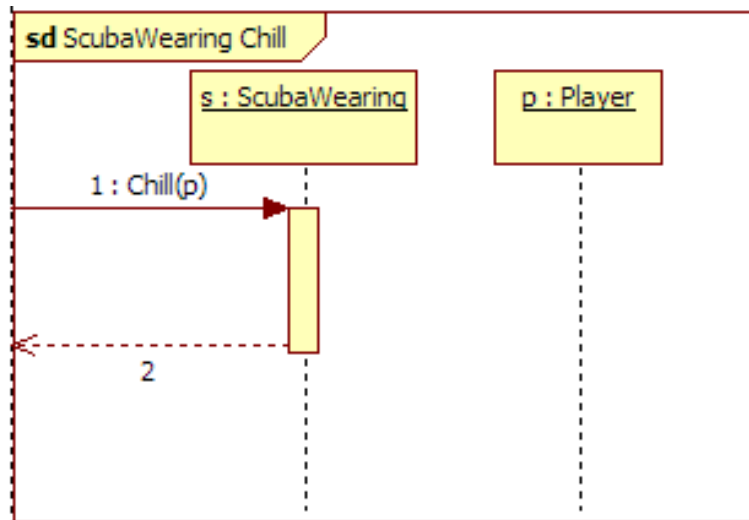 sd ScubaWearing Chill
s : ScubaWearing
p : Player
1 : Chill(p)
2